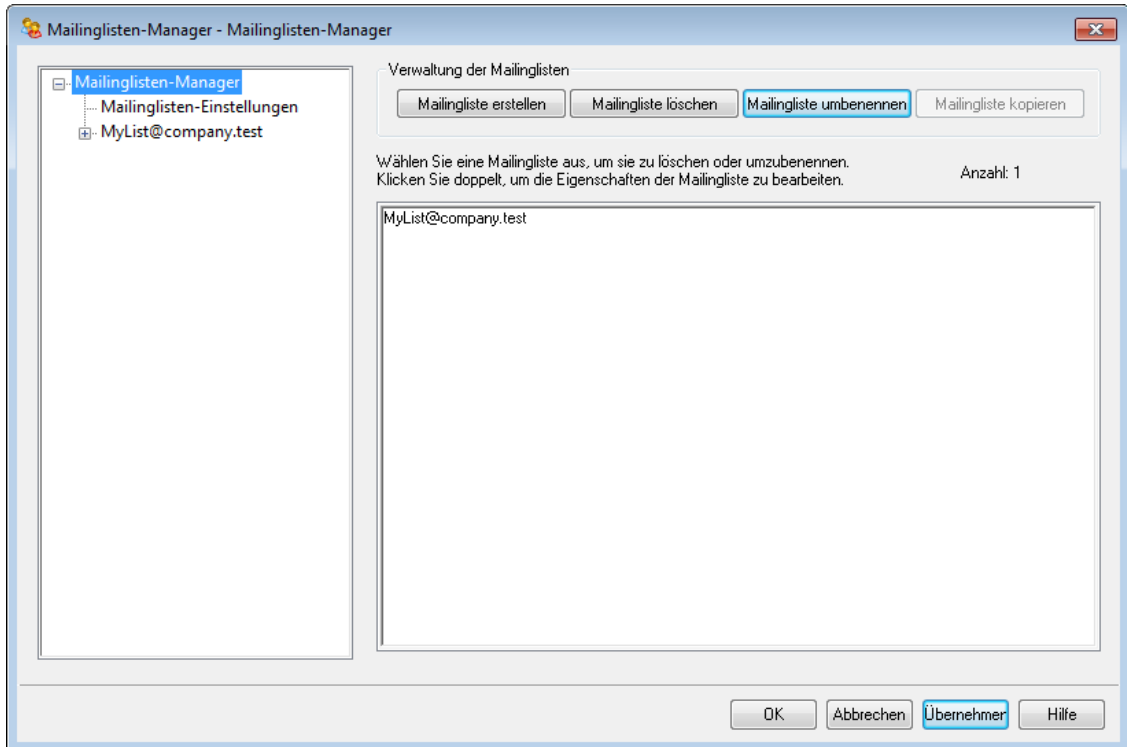 Mailinglisten-Manager - Mailinglisten-Manager
Mailinglisten-Manager
Mailinglisten-Einstellungen
MyList@company.test
Verwaltung der Mailinglisten
Mailingliste erstellen Mailingliste löschen Mailingliste umbenennen Mailingliste kopieren
Wählen Sie eine Mailingliste aus, um sie zu löschen oder umzubenennen.
Klicken Sie doppelt, um die Eigenschaften der Mailingliste zu bearbeiten.
Anzahl: 1
MyList@company.test
OK Abbrechen Übernehmer Hilfe